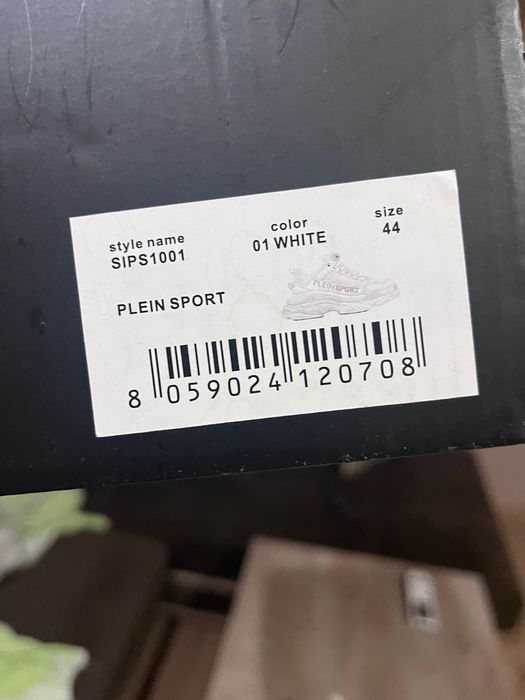 style name
SIPS1001
color
01 WHITE
size
44
PLEIN SPORT
PLEIN SPORT
8 059024 120708